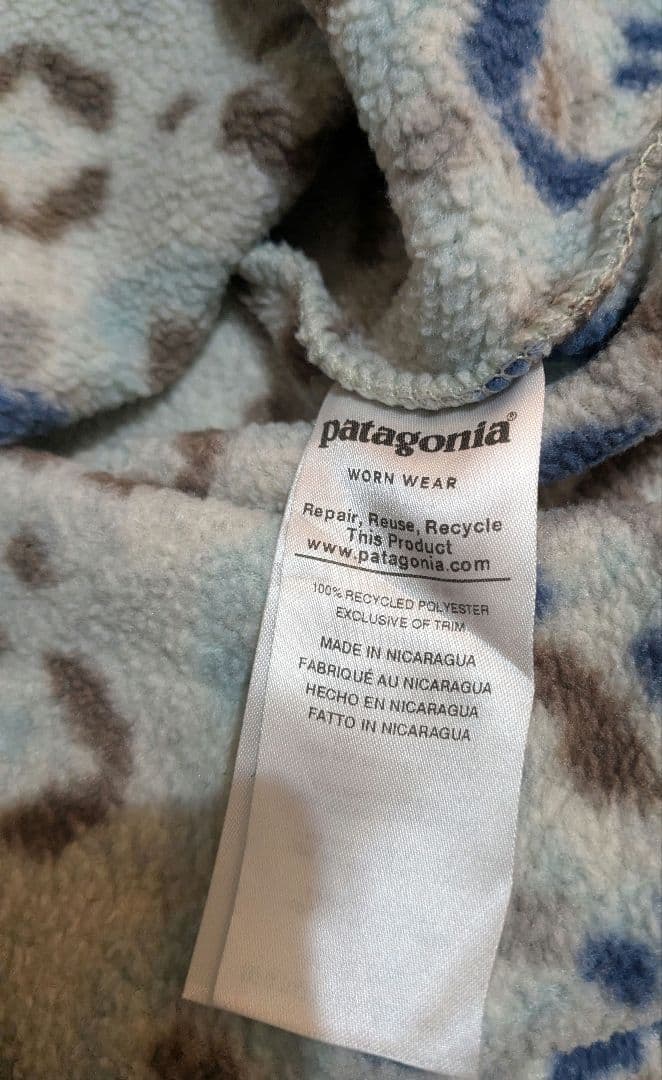 patagonia®
WORN WEAR
Repair, Reuse, Recycle
This Product
www.patagonia.com
100% RECYCLED POLYESTER
EXCLUSIVE OF TRIM
MADE IN NICARAGUA
FABRIQUÉ AU NICARAGUA
HECHO EN NICARAGUA
FATTO IN NICARAGUA